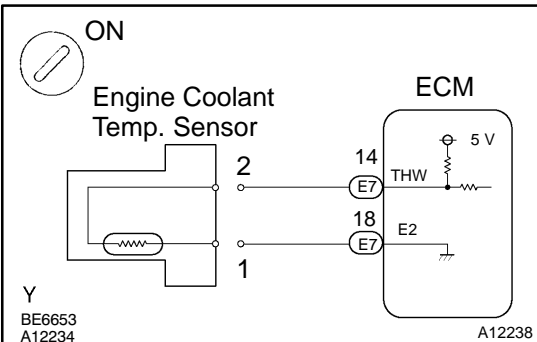 ON
Engine Coolant
Temp. Sensor
ECM
5 V
2
14
E7
THW
18
E7
E2
1
Y
BE6653
A12234
A12238